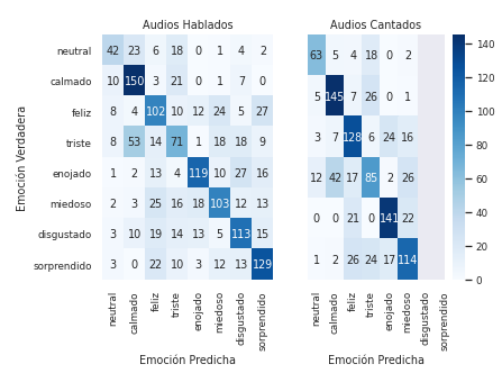 Audios Hablados
Audios Cantados
Emoción Verdadera
neutral 42 23 6 18 0 1 4 2
calmado 10 150 3 21 0 1 7 0
feliz 8 4 102 10 12 24 5 27
triste 8 53 14 71 1 18 18 9
enojado 1 2 13 4 119 10 27 16
miedoso 2 3 25 16 18 103 12 13
disgustado 3 10 19 14 13 5 113 15
sorprendido 3 0 22 10 3 12 13 129
neutral calmado feliz triste enojado miedoso disgustado sorprendido
Emoción Predicha
63 5 4 18 0 2
5 145 7 26 0 1
3 7 128 6 24 16
12 42 17 85 2 26
0 0 21 0 141 22
1 2 26 24 17 114
neutral calmado feliz triste enojado miedoso disgustado sorprendido
Emoción Predicha
140
120
100
80
60
40
20
0